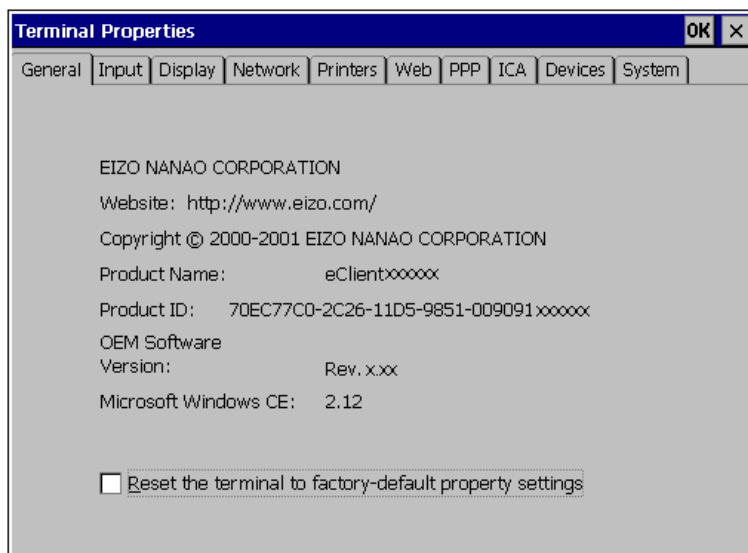 Terminal Properties OK ×
General Input Display Network Printers Web PPP ICA Devices System
EIZO NANAO CORPORATION
Website: http://www.eizo.com/
Copyright © 2000-2001 EIZO NANAO CORPORATION
Product Name: eClientxxxxxx
Product ID: 70EC77C0-2C26-11D5-9851-009091xxxxxx
OEM Software
Version: Rev. x.xx
Microsoft Windows CE: 2.12
Reset the terminal to factory-default property settings